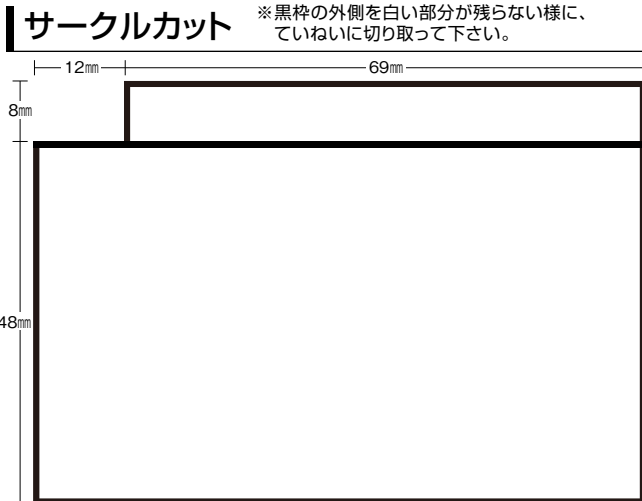 サークルカット
※黒枠の外側を白い部分が残らない様に、
ていねいに切り取って下さい。
12㎜
69㎜
8㎜
48㎜